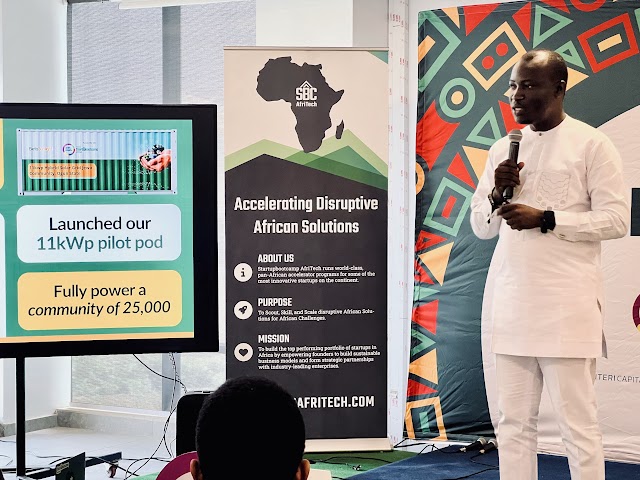 Launched our
11kWp pilot pod
Fully power a
community of 25,000
SBC
AfriTech
Accelerating Disruptive
African Solutions
ABOUT US
Startupbootcamp AfriTech runs world-class,
pan-African accelerator programs for some of the
most innovative startups on the continent.
PURPOSE
To Scout, Skill, and Scale disruptive African Solu-
tions for African Challenges.
MISSION
To build the top performing portfolio of startups in
Africa by empowering founders to build sustainable
business models and form strategic partnerships
with industry-leading enterprises.
CAFRITECH.COM